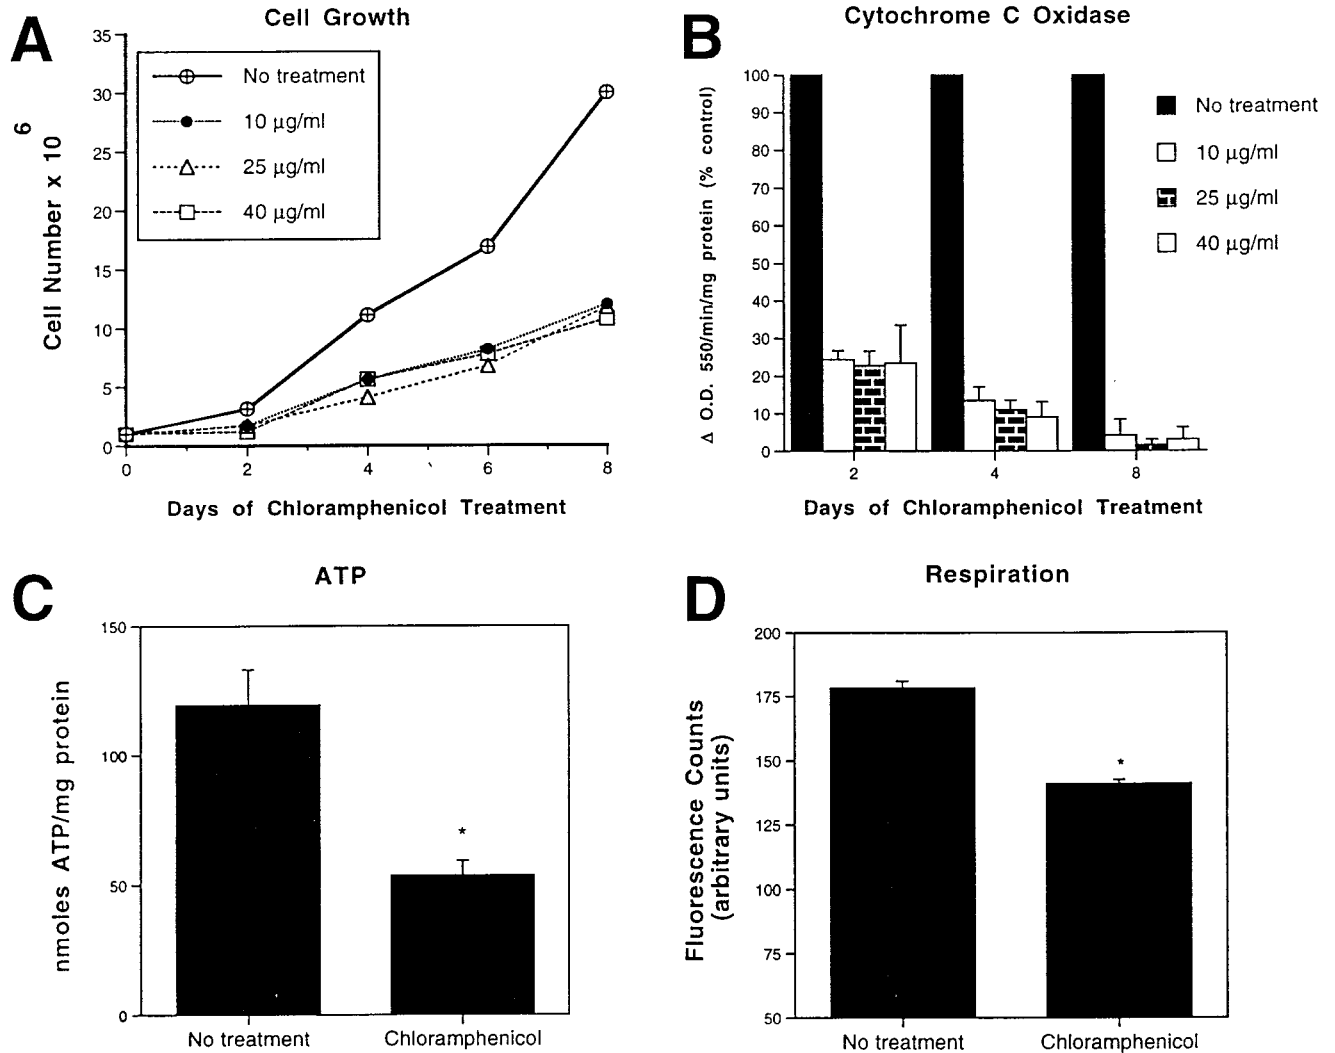 A
Cell Growth
Cell Number x 10 6
35
30
25
20
15
10
5
0
No treatment
10 µg/ml
25 µg/ml
40 µg/ml
0 2 4 6 8
Days of Chloramphenicol Treatment
B
Cytochrome C Oxidase
Δ O.D. 550/min/mg protein (% control)
100
90
80
70
60
50
40
30
20
10
0
No treatment
10 µg/ml
25 µg/ml
40 µg/ml
2 4 8
Days of Chloramphenicol Treatment
C
ATP
nmoles ATP/mg protein
150
100
50
0
*
No treatment Chloramphenicol
D
Respiration
Fluorescence Counts
(arbitrary units)
200
175
150
125
100
75
50
*
No treatment Chloramphenicol